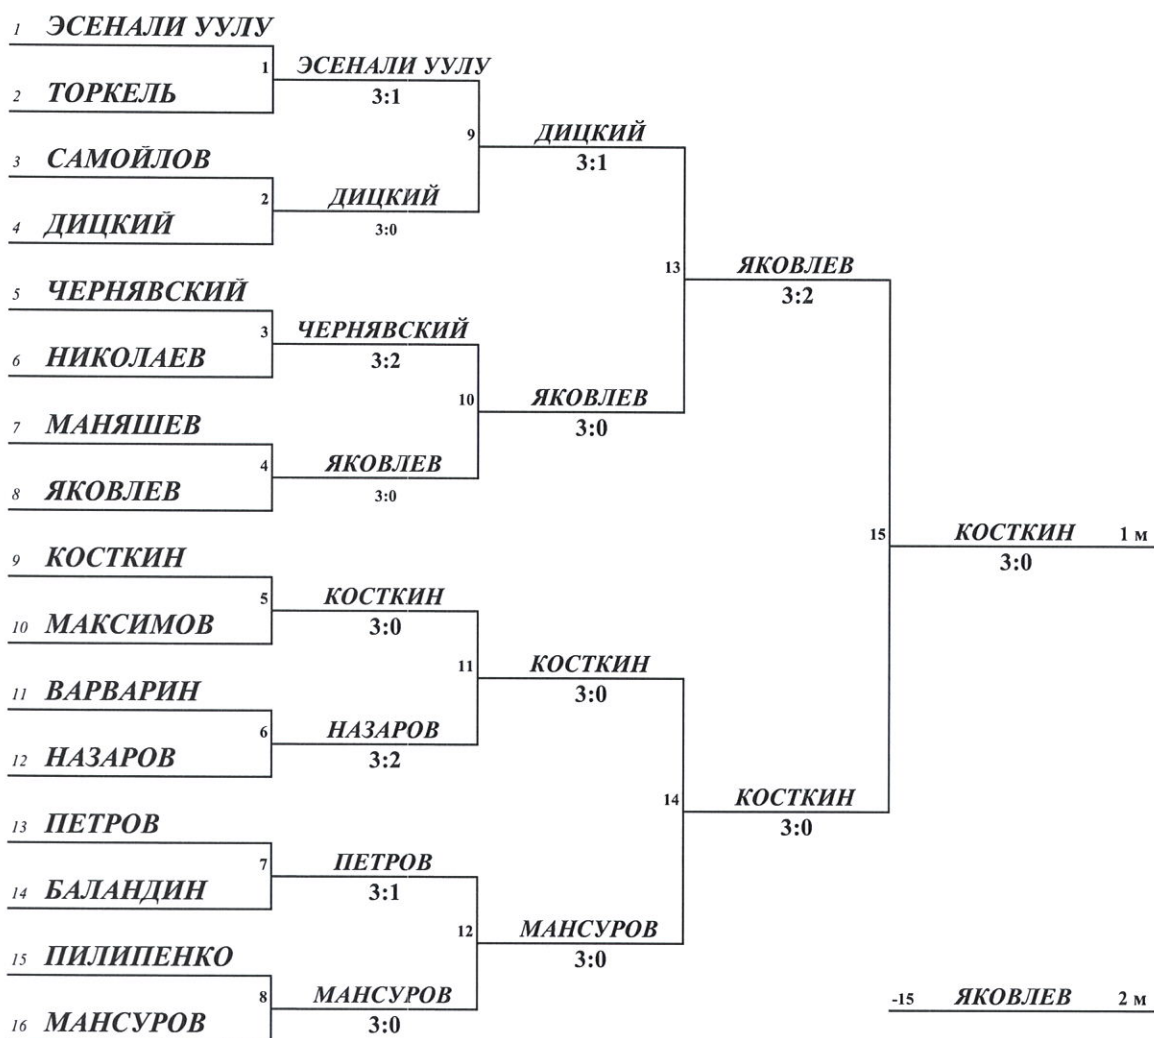 1 ЭСЕНАЛИ УУЛУ
1 ЭСЕНАЛИ УУЛУ
3:1
2 ТОРКЕЛЬ
9 ДИЦКИЙ
3:1
3 САМОЙЛОВ
2 ДИЦКИЙ
3:0
4 ДИЦКИЙ
13 ЯКОВЛЕВ
3:2
5 ЧЕРНЯВСКИЙ
3 ЧЕРНЯВСКИЙ
3:2
6 НИКОЛАЕВ
10 ЯКОВЛЕВ
3:0
7 МАНЯШЕВ
4 ЯКОВЛЕВ
3:0
8 ЯКОВЛЕВ
15 КОСТКИН 1 м
3:0
9 КОСТКИН
5 КОСТКИН
3:0
10 МАКСИМОВ
11 КОСТКИН
3:0
11 ВАРВАРИН
6 НАЗАРОВ
3:2
12 НАЗАРОВ
14 КОСТКИН
3:0
13 ПЕТРОВ
7 ПЕТРОВ
3:1
14 БАЛАНДИН
12 МАНСУРОВ
3:0
15 ПИЛИПЕНКО
8 МАНСУРОВ
3:0
16 МАНСУРОВ
-15 ЯКОВЛЕВ 2 м